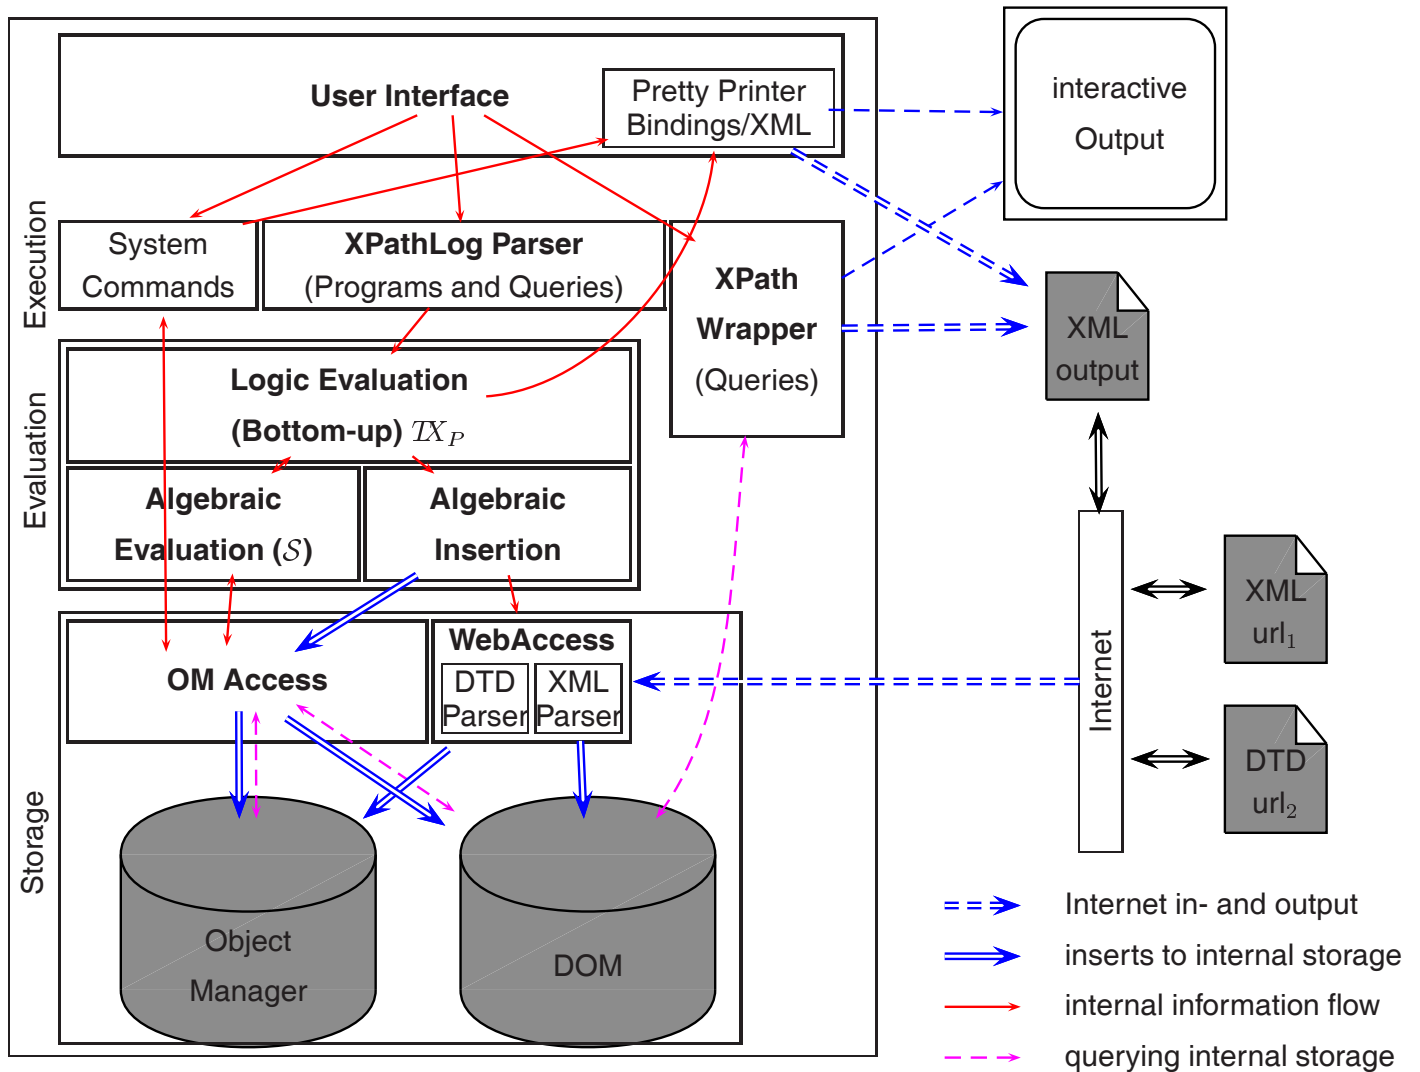 User Interface
Pretty Printer
Bindings/XML
interactive
Output
Execution
System
Commands
XPathLog Parser
(Programs and Queries)
XPath
Wrapper
(Queries)
XML
output
Evaluation
Logic Evaluation
(Bottom-up) TX_P
Algebraic
Evaluation (S)
Algebraic
Insertion
Internet
XML
url₁
DTD
url₂
Storage
OM Access
WebAccess
DTD
Parser
XML
Parser
Object
Manager
DOM
Internet in- and output
inserts to internal storage
internal information flow
querying internal storage